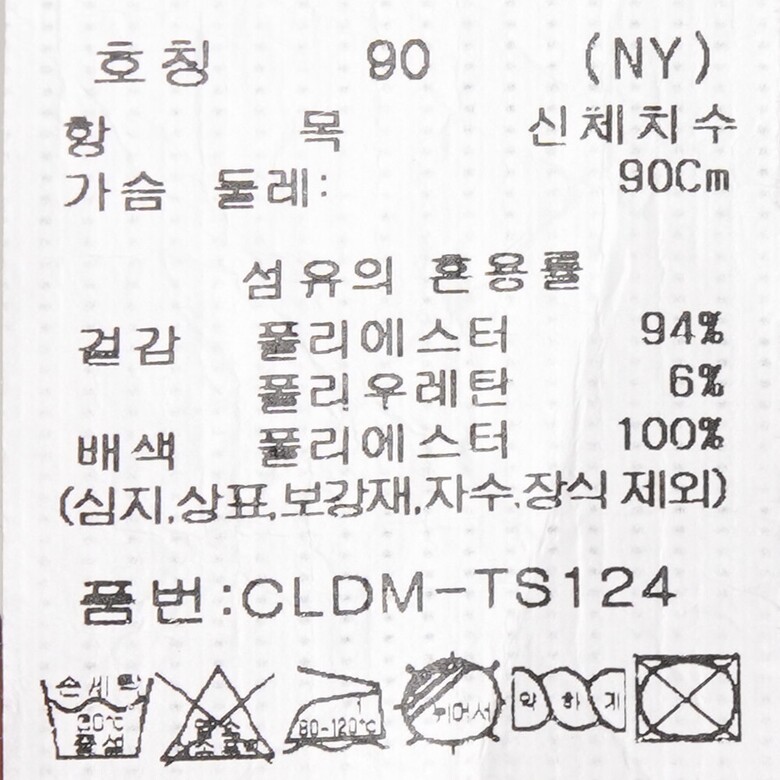 호칭 90 (NY)
항 목 신체치수
가슴 둘레: 90Cm
섬유의 혼용률
겉감 폴리에스터 94%
폴리우레탄 6%
배색 폴리에스터 100%
(심지,상표,보강재,자수,장식 제외)
품번:CLDM-TS124
손세탁
30℃
80-120℃
뉘어서
약하게